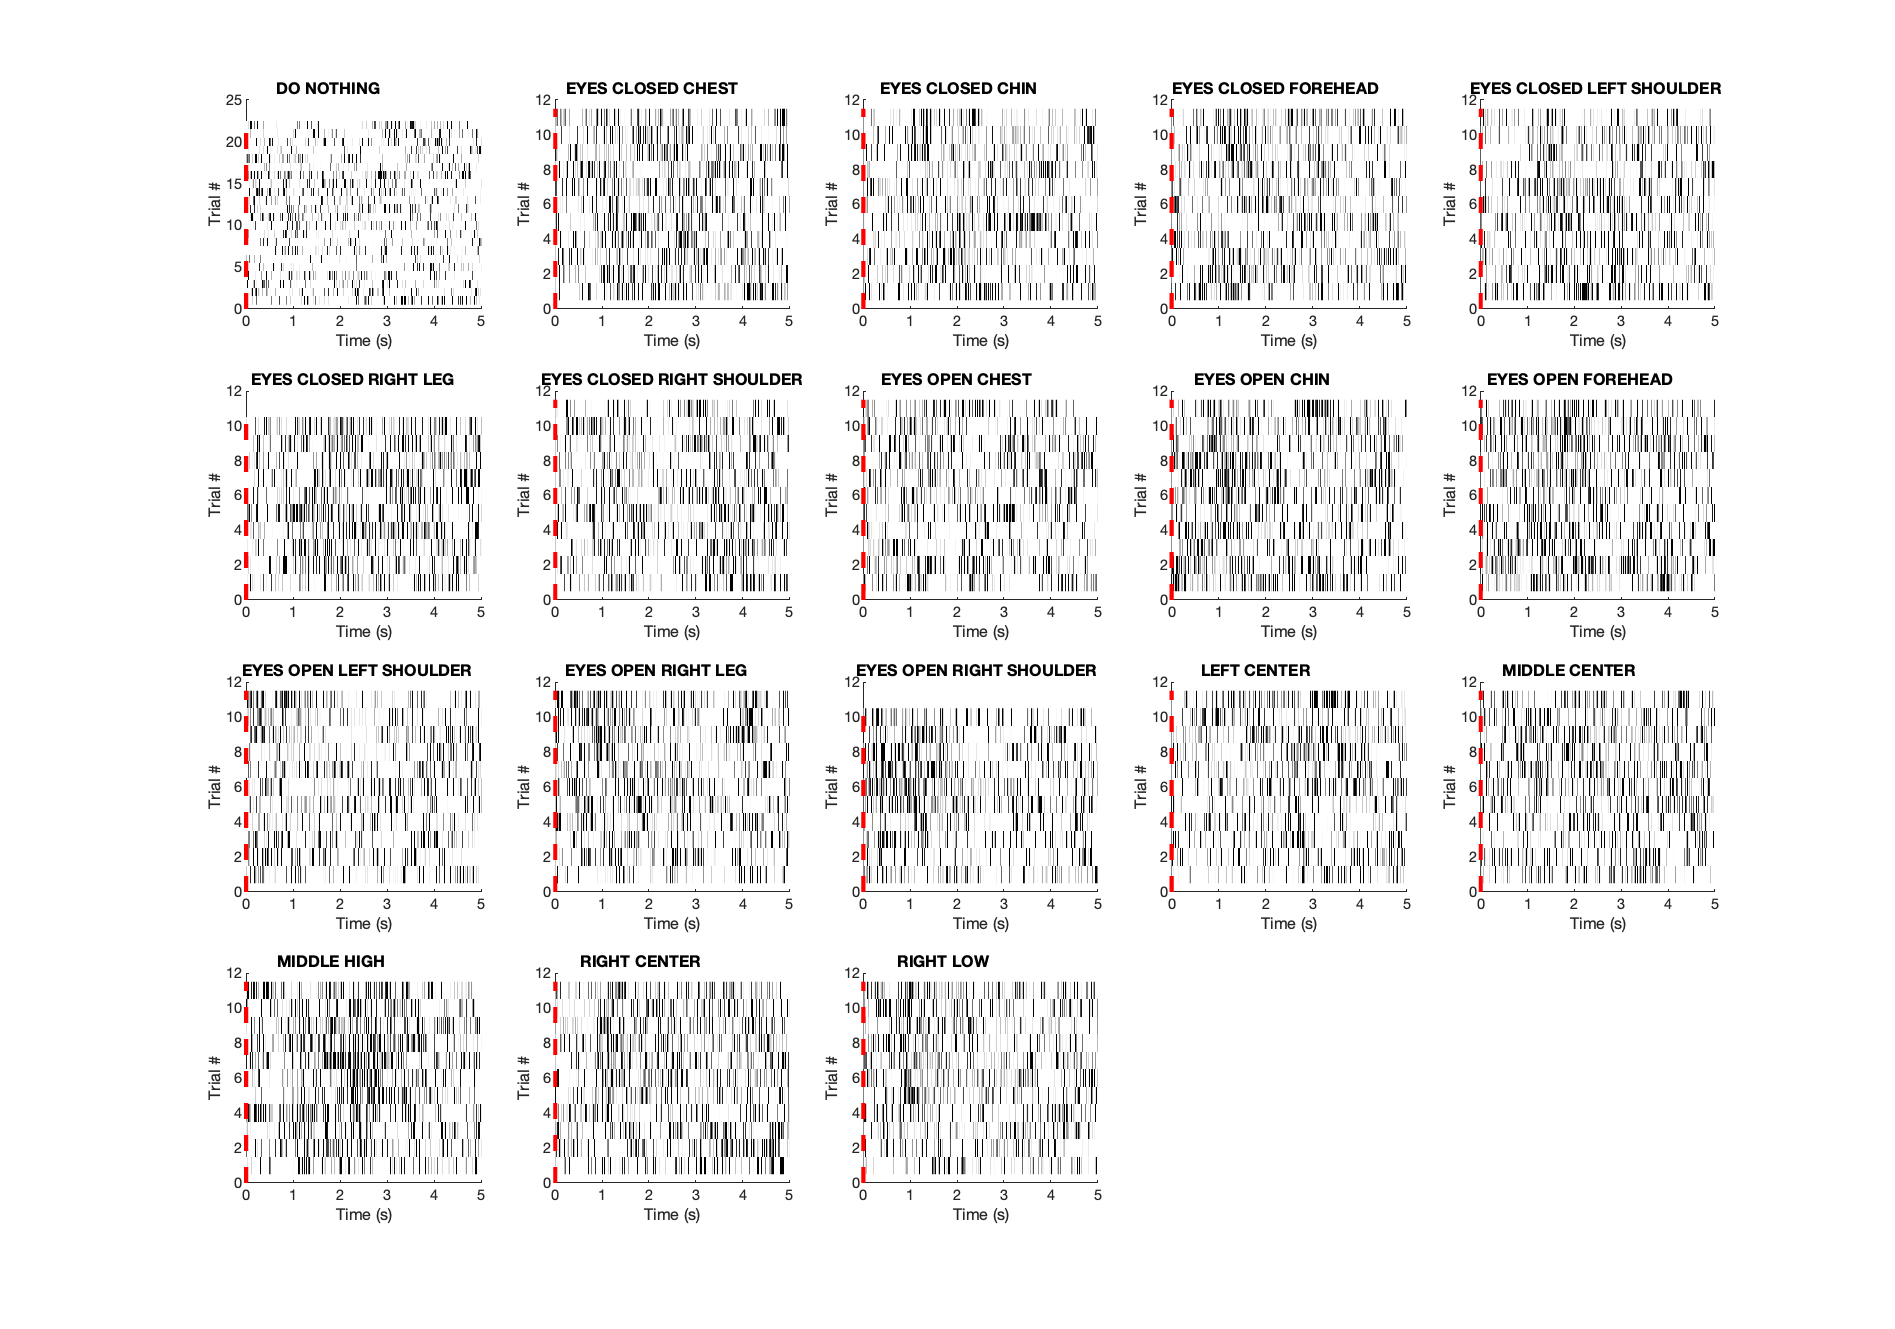 DO NOTHING
25
20
15
10
5
0
Trial #
0 1 2 3 4 5
Time (s)
EYES CLOSED CHEST
12
10
8
6
4
2
0
Trial #
0 1 2 3 4 5
Time (s)
EYES CLOSED CHIN
12
10
8
6
4
2
0
Trial #
0 1 2 3 4 5
Time (s)
EYES CLOSED FOREHEAD
12
10
8
6
4
2
0
Trial #
0 1 2 3 4 5
Time (s)
EYES CLOSED LEFT SHOULDER
12
10
8
6
4
2
0
Trial #
0 1 2 3 4 5
Time (s)
EYES CLOSED RIGHT LEG
12
10
8
6
4
2
0
Trial #
0 1 2 3 4 5
Time (s)
EYES CLOSED RIGHT SHOULDER
12
10
8
6
4
2
0
Trial #
0 1 2 3 4 5
Time (s)
EYES OPEN CHEST
12
10
8
6
4
2
0
Trial #
0 1 2 3 4 5
Time (s)
EYES OPEN CHIN
12
10
8
6
4
2
0
Trial #
0 1 2 3 4 5
Time (s)
EYES OPEN FOREHEAD
12
10
8
6
4
2
0
Trial #
0 1 2 3 4 5
Time (s)
EYES OPEN LEFT SHOULDER
12
10
8
6
4
2
0
Trial #
0 1 2 3 4 5
Time (s)
EYES OPEN RIGHT LEG
12
10
8
6
4
2
0
Trial #
0 1 2 3 4 5
Time (s)
EYES OPEN RIGHT SHOULDER
12
10
8
6
4
2
0
Trial #
0 1 2 3 4 5
Time (s)
LEFT CENTER
12
10
8
6
4
2
0
Trial #
0 1 2 3 4 5
Time (s)
MIDDLE CENTER
12
10
8
6
4
2
0
Trial #
0 1 2 3 4 5
Time (s)
MIDDLE HIGH
12
10
8
6
4
2
0
Trial #
0 1 2 3 4 5
Time (s)
RIGHT CENTER
12
10
8
6
4
2
0
Trial #
0 1 2 3 4 5
Time (s)
RIGHT LOW
12
10
8
6
4
2
0
Trial #
0 1 2 3 4 5
Time (s)